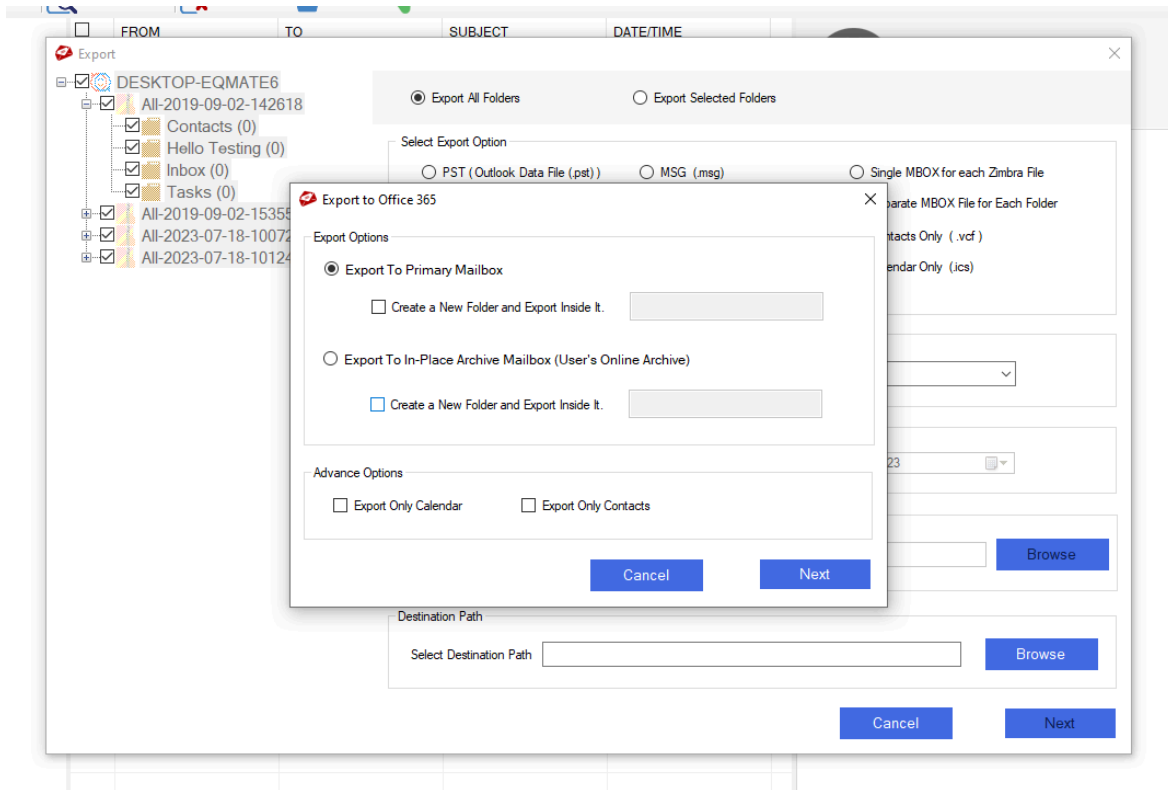 FROM TO SUBJECT DATE/TIME
Export
DESKTOP-EQMATE6
All-2019-09-02-142618
Contacts (0)
Hello Testing (0)
Inbox (0)
Tasks (0)
All-2019-09-02-15355
All-2023-07-18-10072
All-2023-07-18-10124
Export All Folders Export Selected Folders
Select Export Option
PST ( Outlook Data File (.pst) ) MSG (.msg) Single MBOX for each Zimbra File
MBOX File for Each Folder
Only ( .vcf )
Only (.ics)
Export to Office 365
Export Options
Export To Primary Mailbox
Create a New Folder and Export Inside It.
Export To In-Place Archive Mailbox (User's Online Archive)
Create a New Folder and Export Inside It.
Advance Options
Export Only Calendar Export Only Contacts
Cancel Next
23
Browse
Destination Path
Select Destination Path Browse
Cancel Next